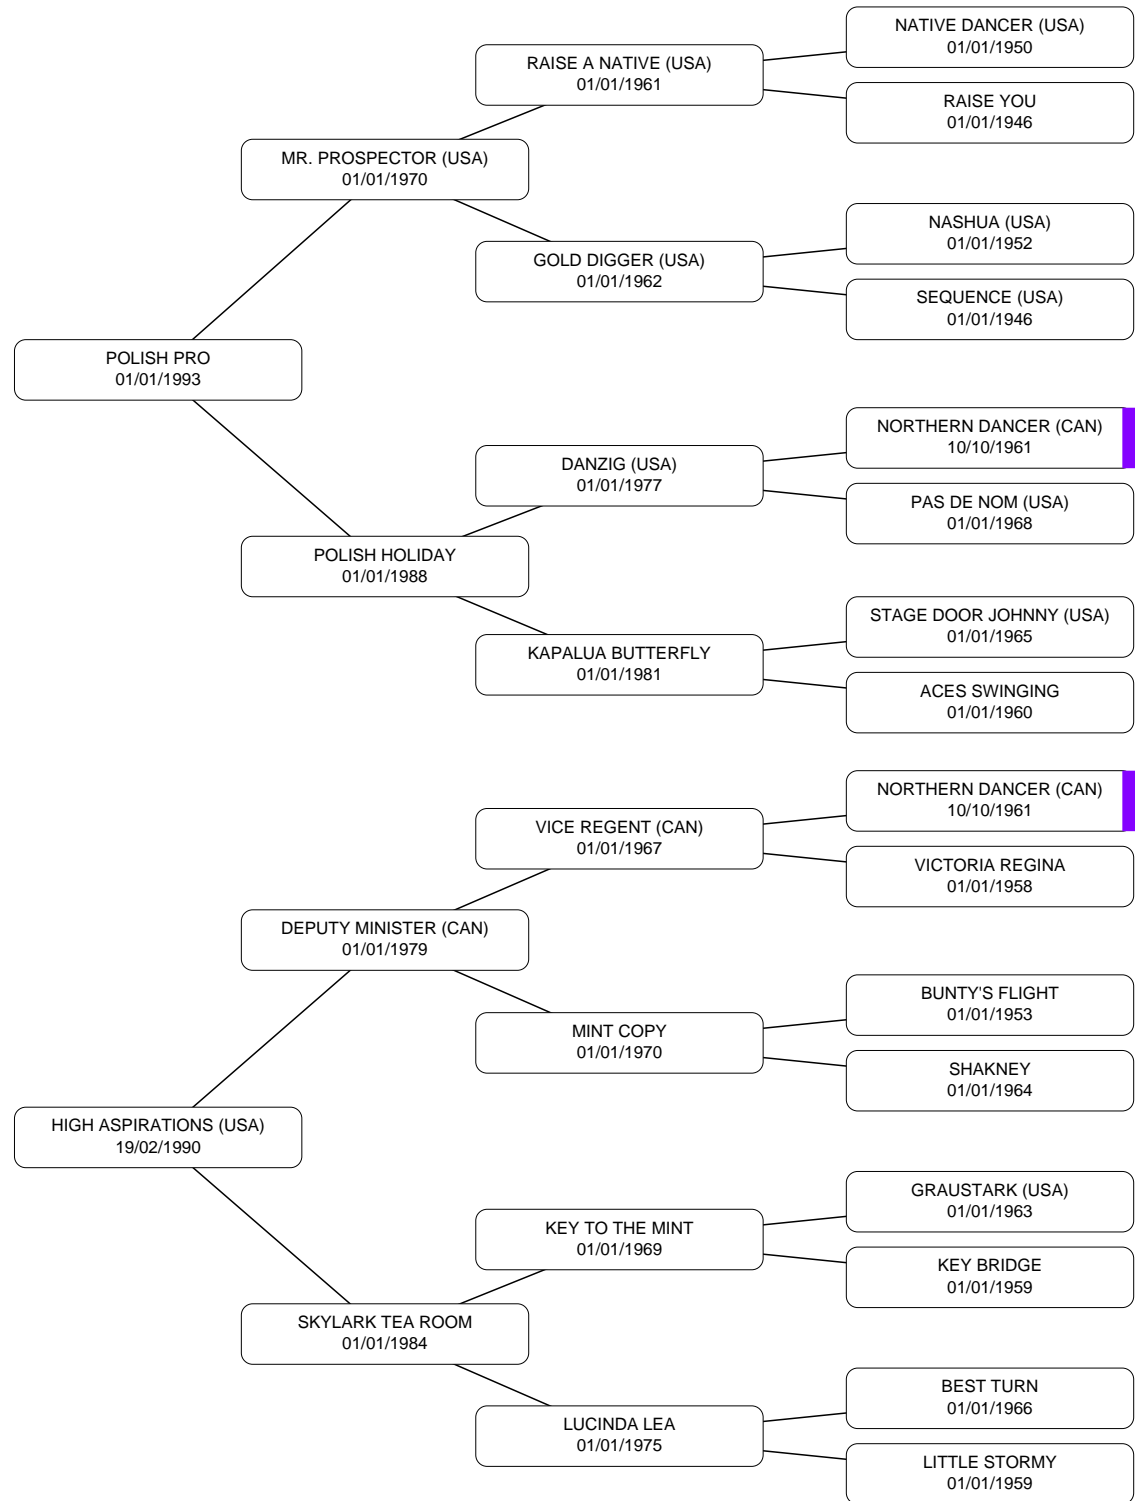 NATIVE DANCER (USA)
01/01/1950
RAISE A NATIVE (USA)
01/01/1961
RAISE YOU
01/01/1946
MR. PROSPECTOR (USA)
01/01/1970
NASHUA (USA)
01/01/1952
GOLD DIGGER (USA)
01/01/1962
SEQUENCE (USA)
01/01/1946
POLISH PRO
01/01/1993
NORTHERN DANCER (CAN)
10/10/1961
DANZIG (USA)
01/01/1977
PAS DE NOM (USA)
01/01/1968
POLISH HOLIDAY
01/01/1988
STAGE DOOR JOHNNY (USA)
01/01/1965
KAPALUA BUTTERFLY
01/01/1981
ACES SWINGING
01/01/1960
NORTHERN DANCER (CAN)
10/10/1961
VICE REGENT (CAN)
01/01/1967
VICTORIA REGINA
01/01/1958
DEPUTY MINISTER (CAN)
01/01/1979
BUNTY'S FLIGHT
01/01/1953
MINT COPY
01/01/1970
SHAKNEY
01/01/1964
HIGH ASPIRATIONS (USA)
19/02/1990
GRAUSTARK (USA)
01/01/1963
KEY TO THE MINT
01/01/1969
KEY BRIDGE
01/01/1959
SKYLARK TEA ROOM
01/01/1984
BEST TURN
01/01/1966
LUCINDA LEA
01/01/1975
LITTLE STORMY
01/01/1959